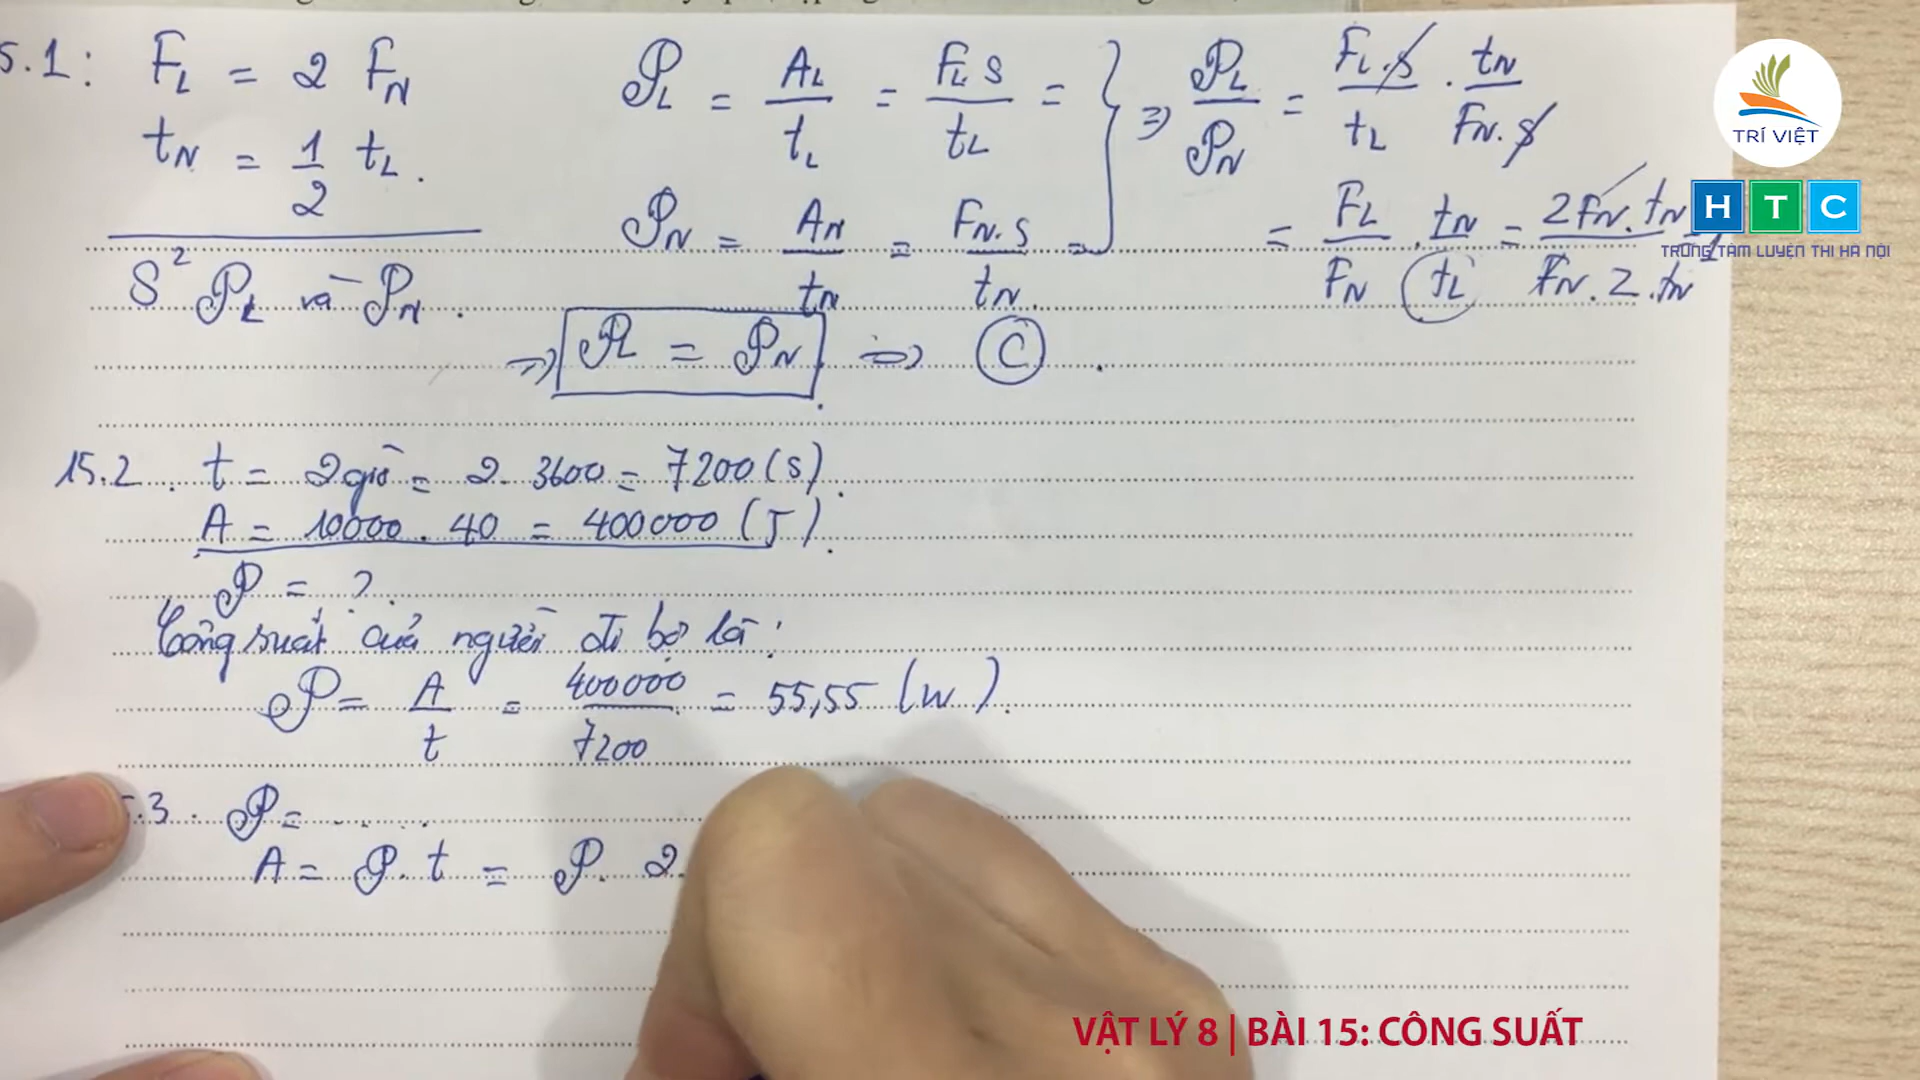 5.1: F_L = 2 F_N
t_N = 1/2 t_L.
S² 𝒫_L và 𝒫_N.
𝒫_L = A_L/t_L = F_L.S/t_L =
𝒫_N = A_N/t_N = F_N.S/t_N. =
=> 𝒫_L/𝒫_N = F_L.S/t_L . t_N/F_N.S
= F_L/F_N . t_N/t_L = 2F_N.t_N/F_N.2.t_N = 1
=> 𝒫_L = 𝒫_N. => C.
15.2. t = 2 giờ = 2. 3600 = 7200 (s).
A = 10000. 40 = 400000 (J).
𝒫 = ?.
Công suất của người đi bộ là:
𝒫 = A/t = 400000/7200 = 55,55 (W).
.3. 𝒫 = .....
A = 𝒫. t = 𝒫. 2.
TRÍ VIỆT
HTC
TRUNG TÂM LUYỆN THI HÀ NỘI
VẬT LÝ 8 | BÀI 15: CÔNG SUẤT